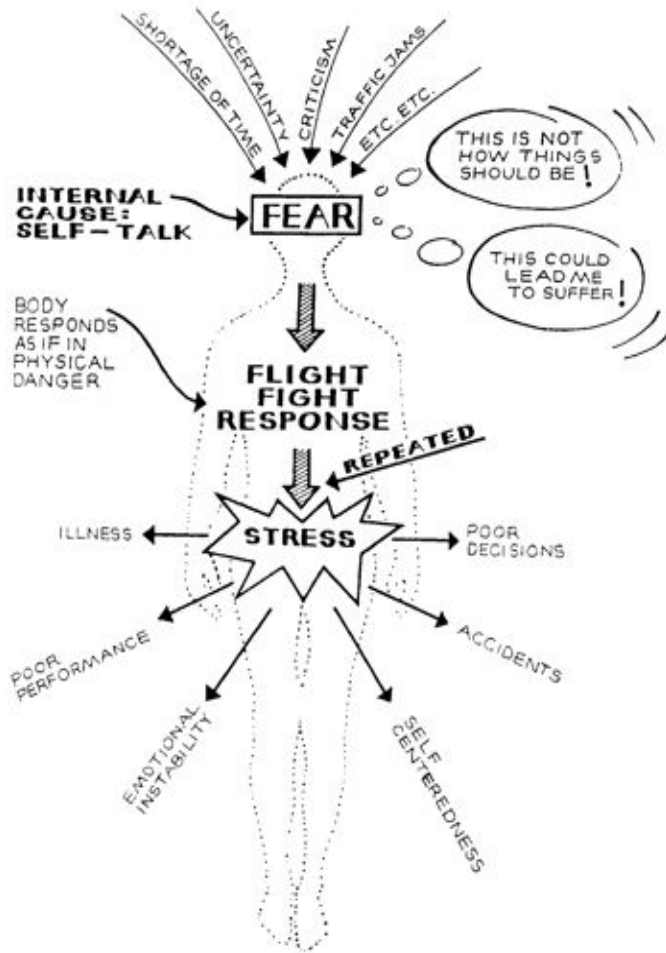 SHORTAGE OF TIME
UNCERTAINTY
CRITICISM
TRAFFIC JAMS
ETC. ETC.
THIS IS NOT
HOW THINGS
SHOULD BE!
INTERNAL
CAUSE:
SELF-TALK
FEAR
THIS COULD
LEAD ME
TO SUFFER!
BODY
RESPONDS
AS IF IN
PHYSICAL
DANGER
FLIGHT
FIGHT
RESPONSE
REPEATED
STRESS
ILLNESS
POOR
DECISIONS
POOR
PERFORMANCE
ACCIDENTS
EMOTIONAL
INSTABILITY
SELF
CENTEREDNESS